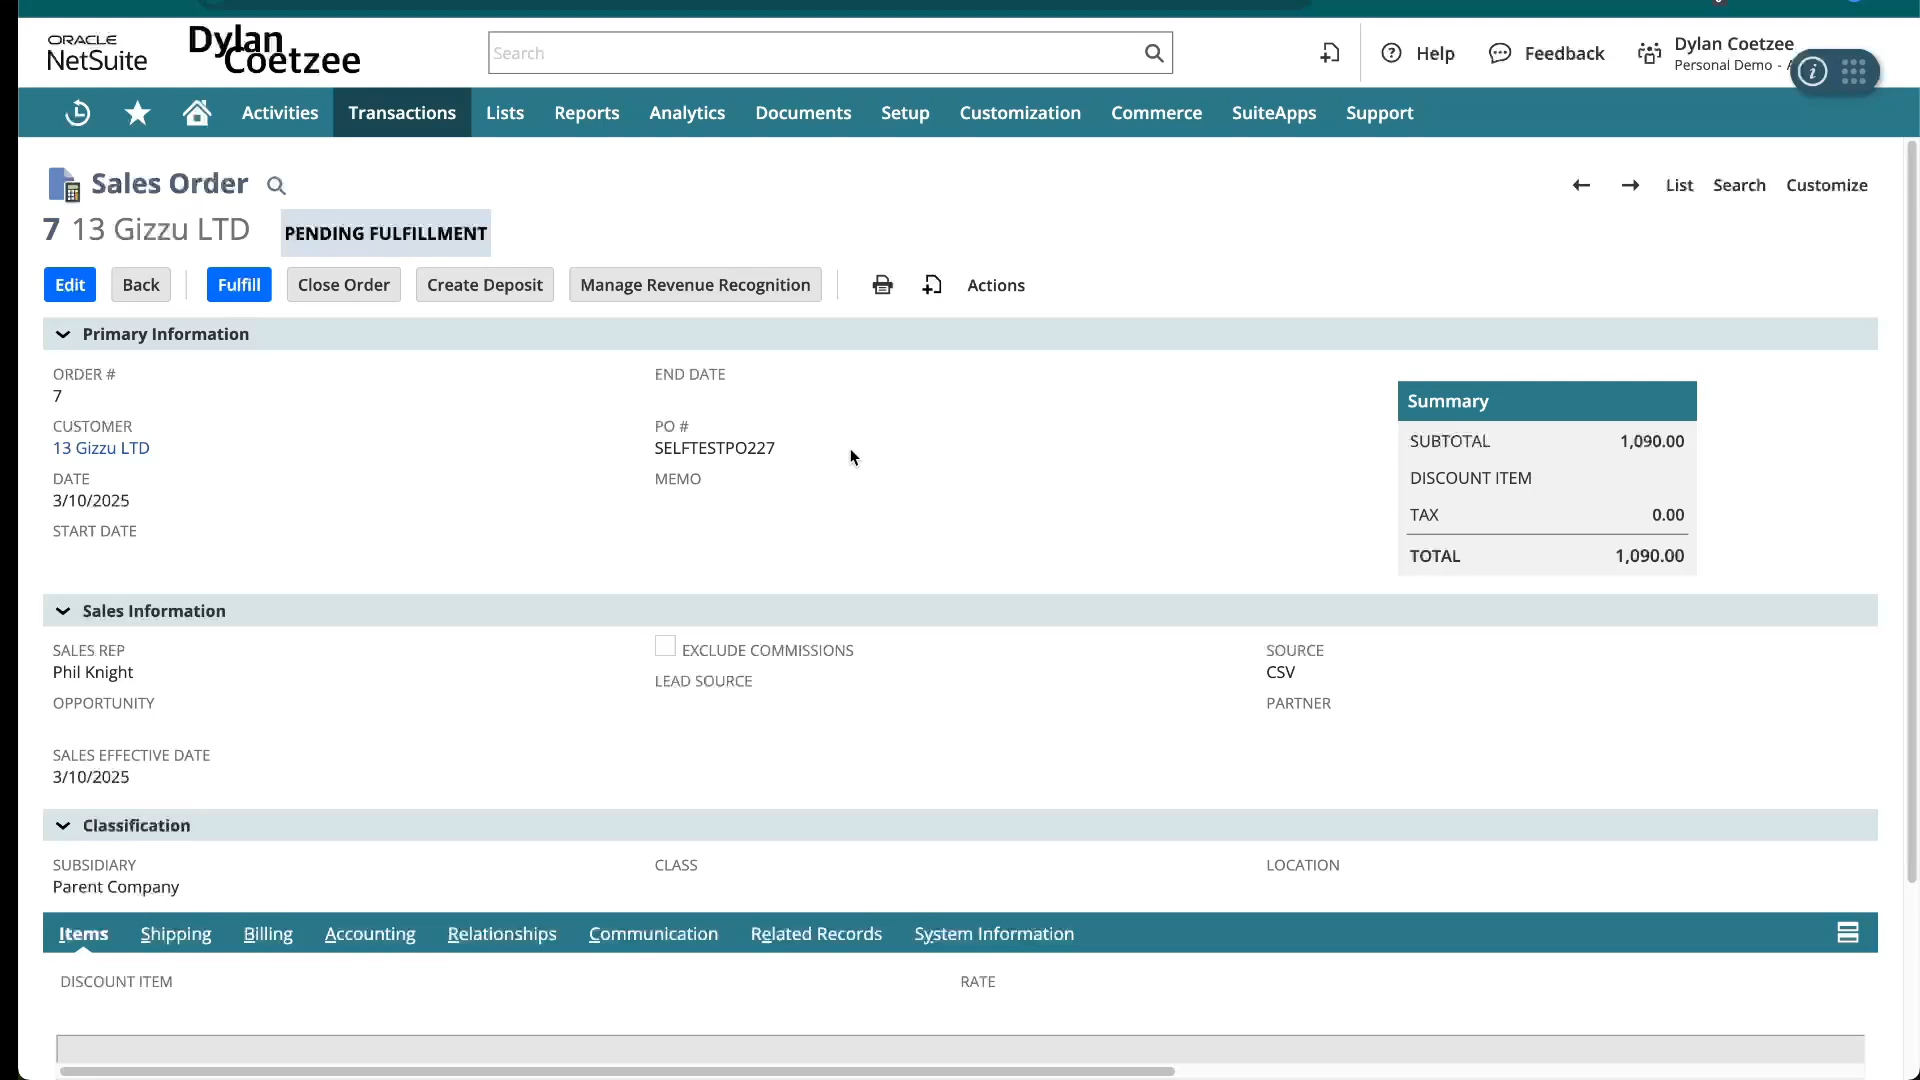 ORACLE
NetSuite
Dylan
Coetzee
Search
Help
Feedback
Dylan Coetzee
Personal Demo -
Activities
Transactions
Lists
Reports
Analytics
Documents
Setup
Customization
Commerce
SuiteApps
Support
Sales Order
List
Search
Customize
7 13 Gizzu LTD
PENDING FULFILLMENT
Edit
Back
Fulfill
Close Order
Create Deposit
Manage Revenue Recognition
Actions
Primary Information
ORDER #
7
CUSTOMER
13 Gizzu LTD
DATE
3/10/2025
START DATE
END DATE
PO #
SELFTESTPO227
MEMO
Summary
SUBTOTAL 1,090.00
DISCOUNT ITEM
TAX 0.00
TOTAL 1,090.00
Sales Information
SALES REP
Phil Knight
OPPORTUNITY
SALES EFFECTIVE DATE
3/10/2025
EXCLUDE COMMISSIONS
LEAD SOURCE
SOURCE
CSV
PARTNER
Classification
SUBSIDIARY
Parent Company
CLASS
LOCATION
Items
Shipping
Billing
Accounting
Relationships
Communication
Related Records
System Information
DISCOUNT ITEM
RATE